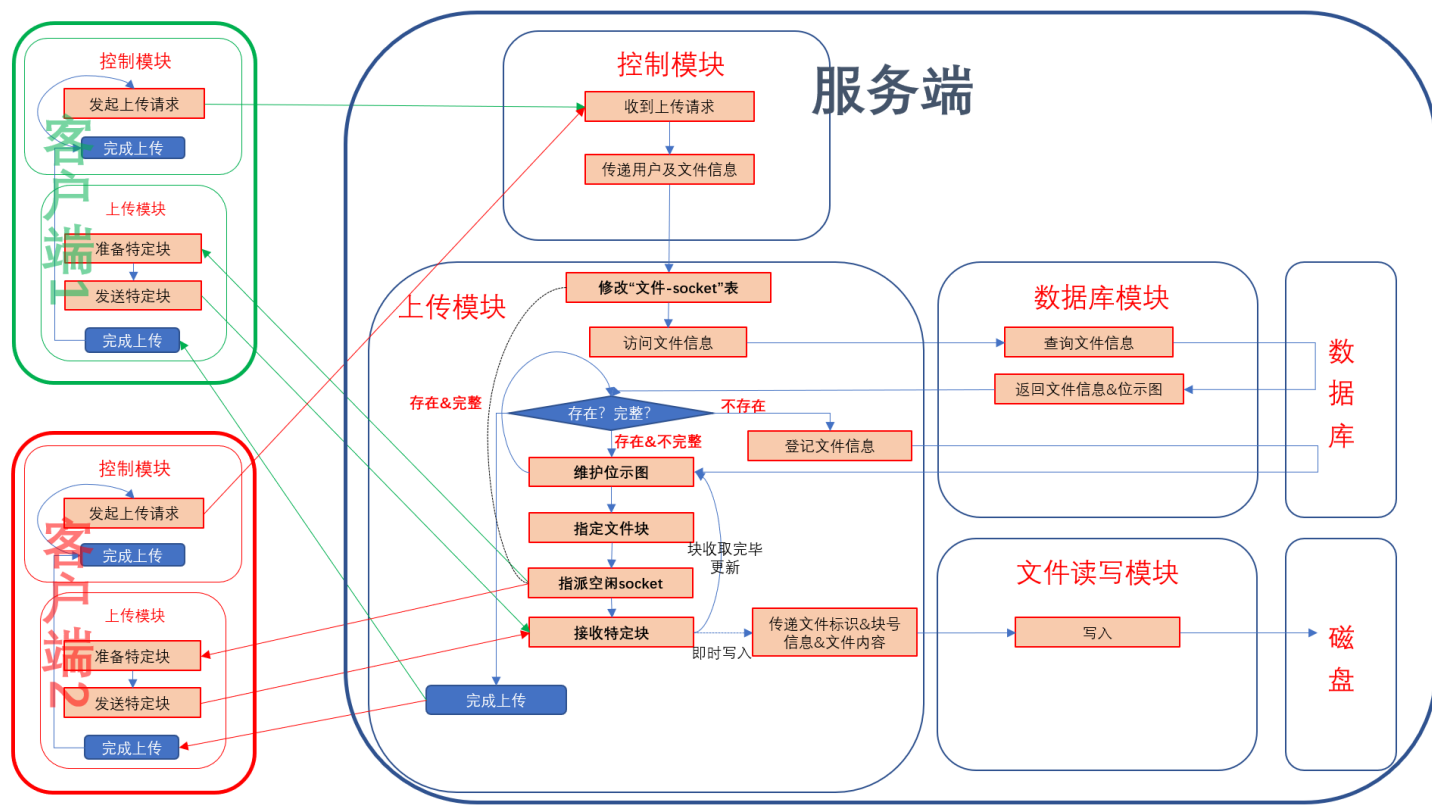 客户端1
控制模块
发起上传请求
完成上传
上传模块
准备特定块
发送特定块
完成上传
客户端2
控制模块
发起上传请求
完成上传
上传模块
准备特定块
发送特定块
完成上传
服务端
控制模块
收到上传请求
传递用户及文件信息
上传模块
修改“文件-socket”表
访问文件信息
存在？完整？
存在&完整
不存在
存在&不完整
登记文件信息
维护位示图
指定文件块
块收取完毕
更新
指派空闲socket
接收特定块
即时写入
传递文件标识&块号
信息&文件内容
完成上传
数据库模块
查询文件信息
返回文件信息&位示图
数
据
库
文件读写模块
写入
磁
盘